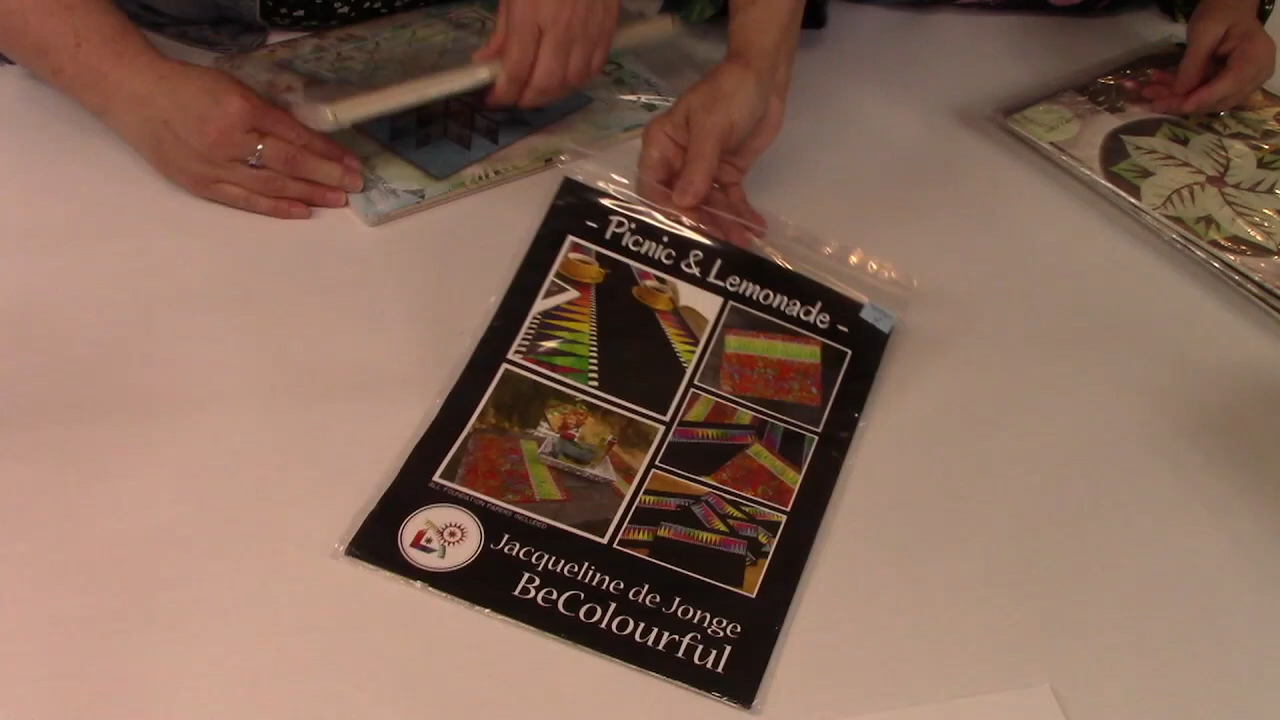 - Picnic & Lemonade -
ALL FOUNDATION PAPERS INCLUDED
Jacqueline de Jonge
BeColourful